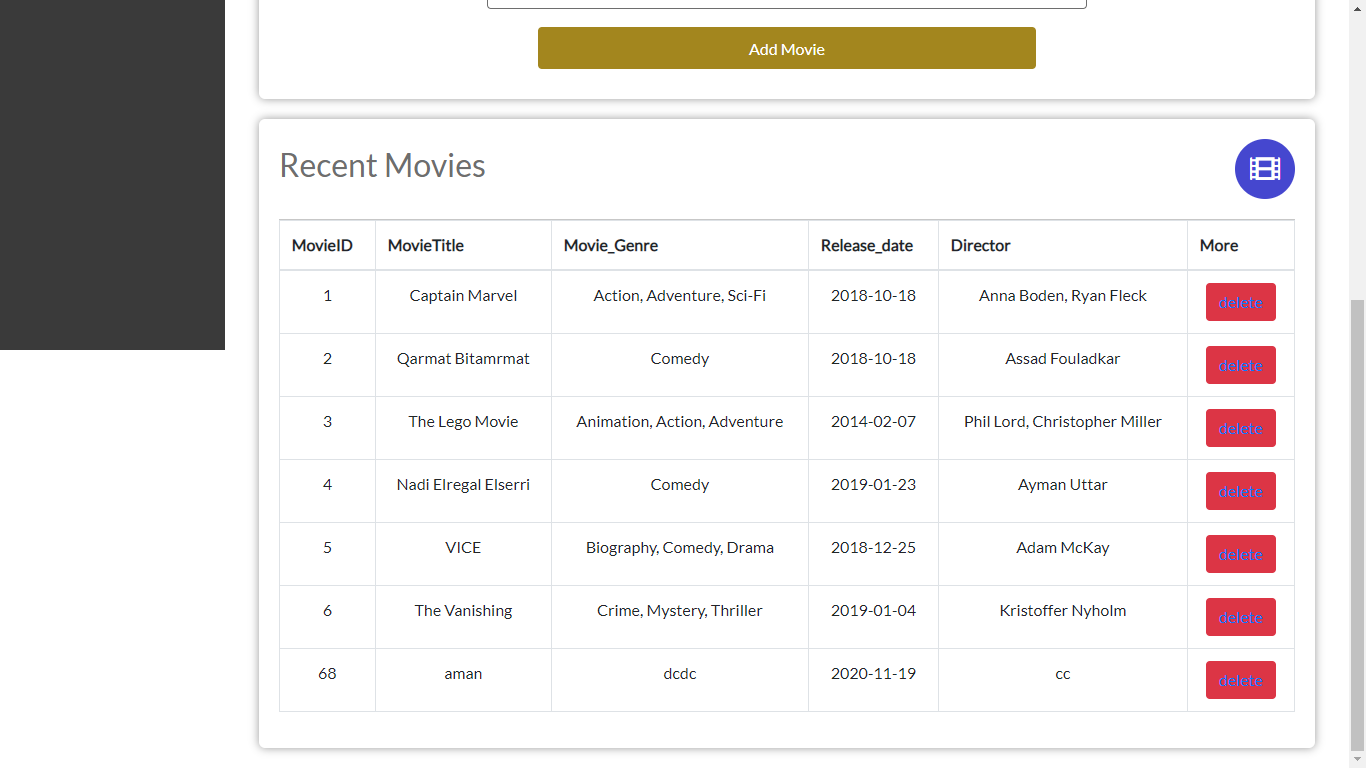 Add Movie
Recent Movies
MovieID MovieTitle Movie_Genre Release_date Director More
1 Captain Marvel Action, Adventure, Sci-Fi 2018-10-18 Anna Boden, Ryan Fleck delete
2 Qarmat Bitamrmat Comedy 2018-10-18 Assad Fouladkar delete
3 The Lego Movie Animation, Action, Adventure 2014-02-07 Phil Lord, Christopher Miller delete
4 Nadi Elregal Elserri Comedy 2019-01-23 Ayman Uttar delete
5 VICE Biography, Comedy, Drama 2018-12-25 Adam McKay delete
6 The Vanishing Crime, Mystery, Thriller 2019-01-04 Kristoffer Nyholm delete
68 aman dcdc 2020-11-19 cc delete